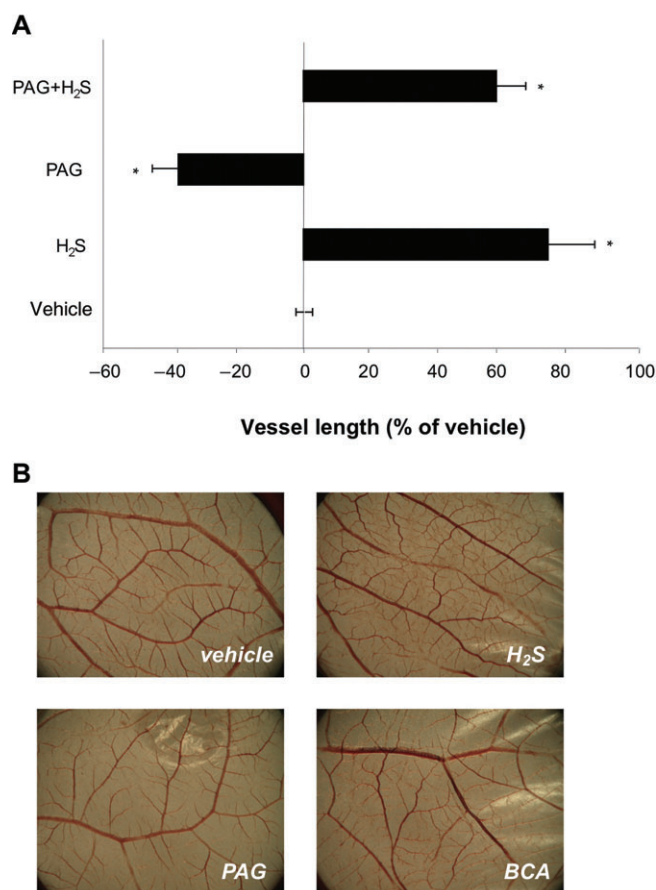 A
PAG+H₂S
*
PAG
*
H₂S
*
Vehicle
–60 –40 –20 0 20 40 60 80 100
Vessel length (% of vehicle)
B
vehicle
H₂S
PAG
BCA